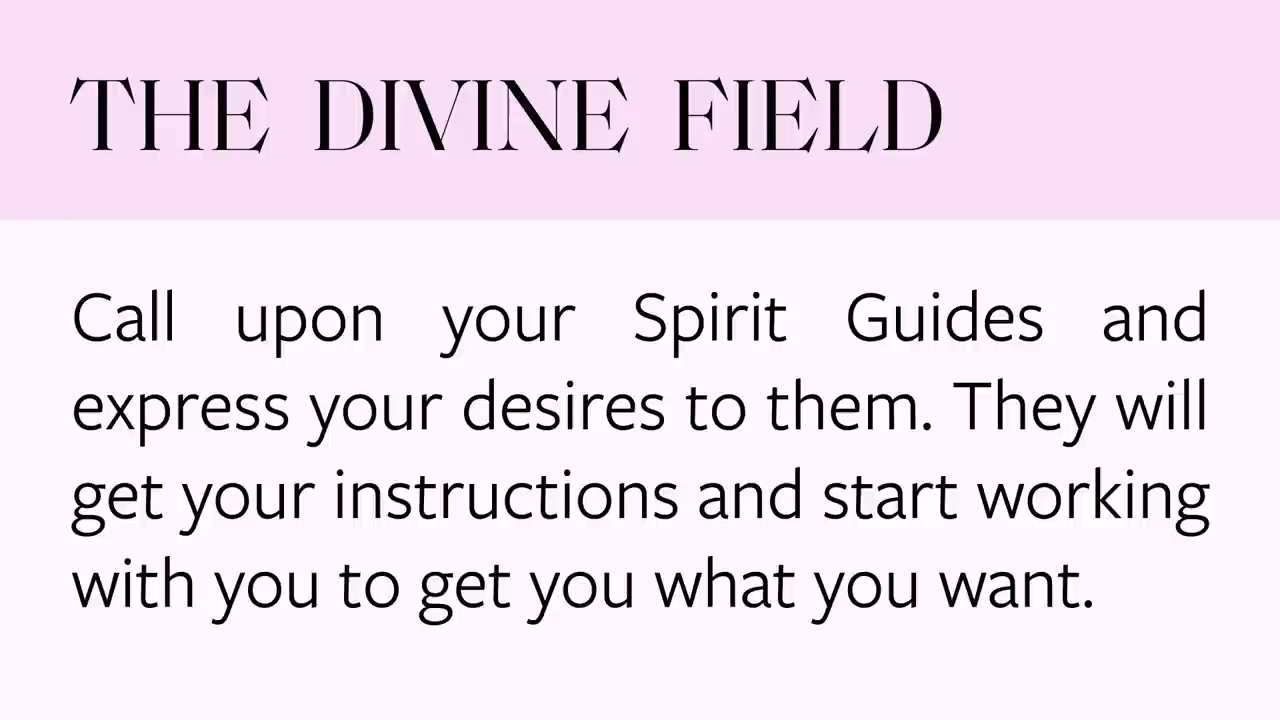 THE DIVINE FIELD
Call upon your Spirit Guides and
express your desires to them. They will
get your instructions and start working
with you to get you what you want.